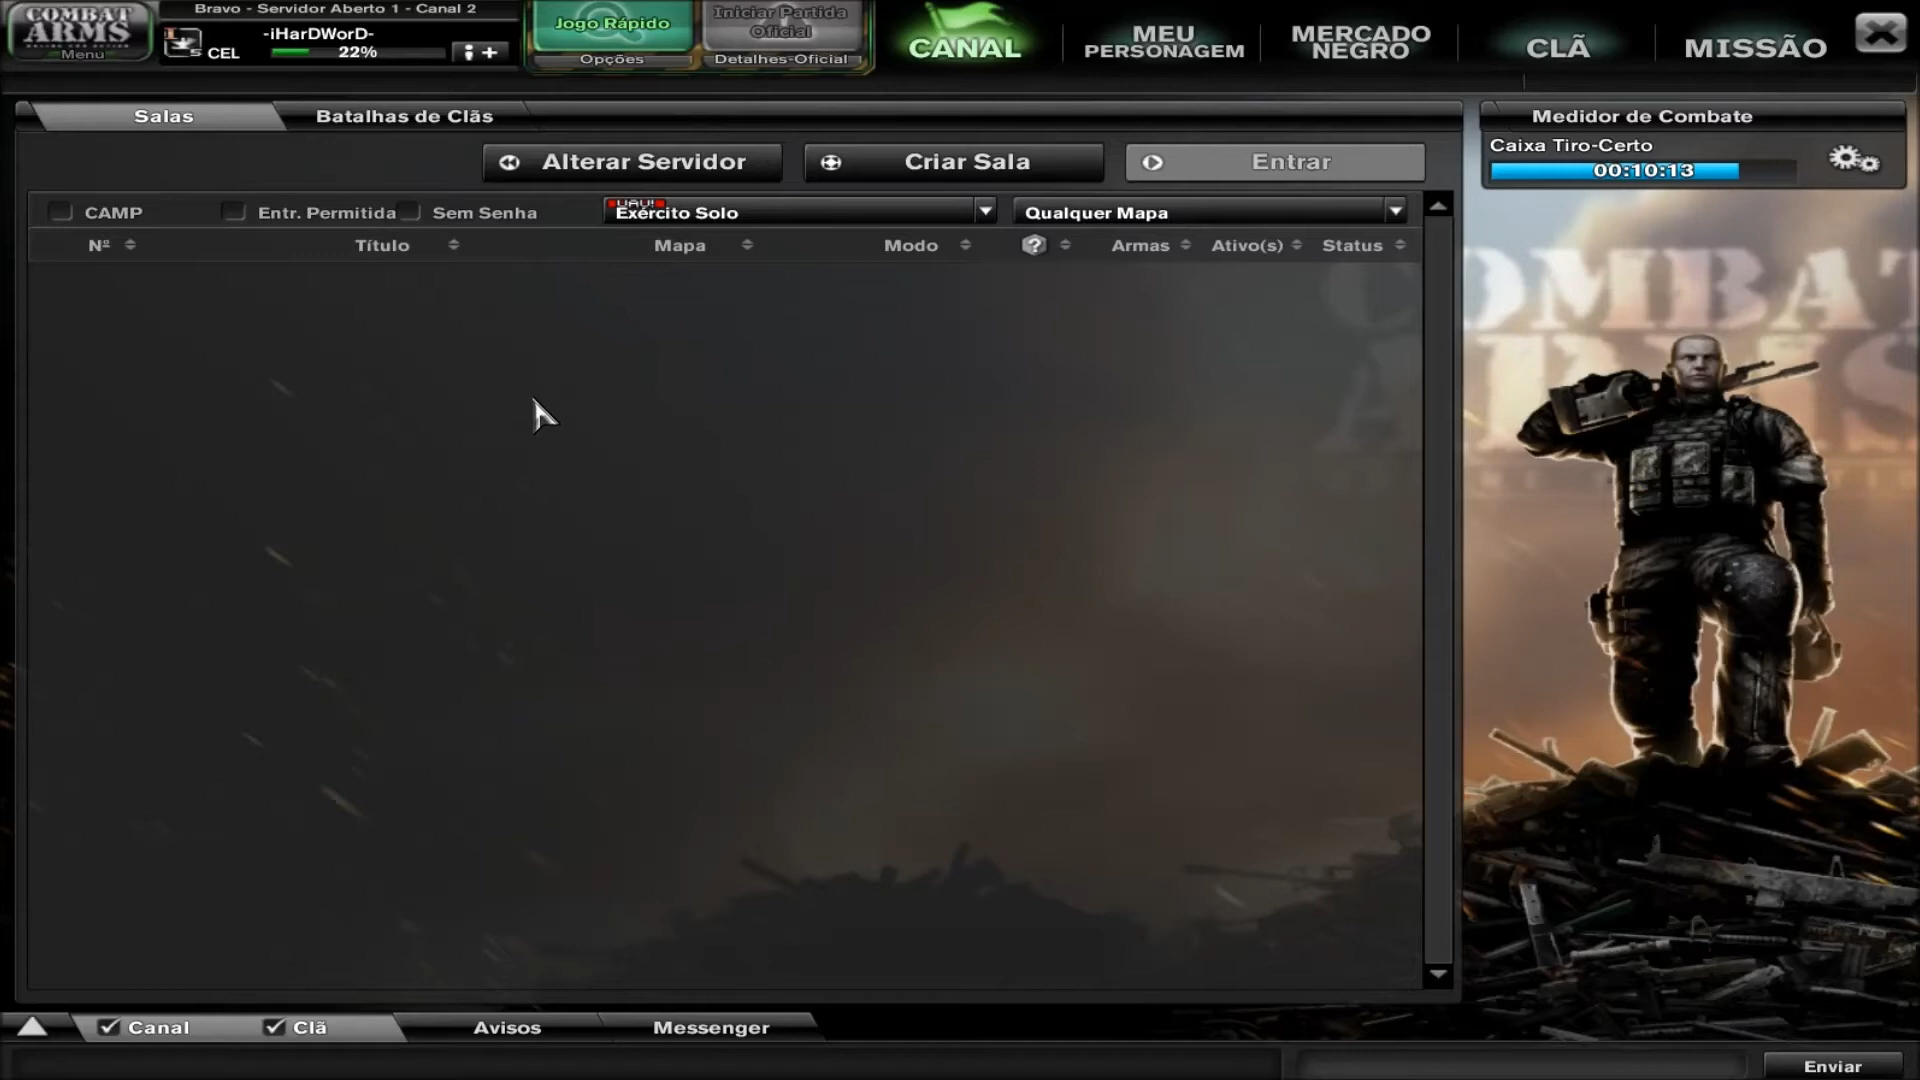 COMBAT
ARMS
Menu
Bravo - Servidor Aberto 1 - Canal 2
-iHarDWorD-
CEL
22%
Jogo Rápido
Opções
Iniciar Partida
Oficial
Detalhes-Oficial
CANAL
MEU
PERSONAGEM
MERCADO
NEGRO
CLÃ
MISSÃO
Salas
Batalhas de Clãs
Alterar Servidor
Criar Sala
Entrar
CAMP
Entr. Permitida
Sem Senha
UAU!
Exército Solo
Qualquer Mapa
Nº
Título
Mapa
Modo
?
Armas
Ativo(s)
Status
Medidor de Combate
Caixa Tiro-Certo
00:10:13
Canal
Clã
Avisos
Messenger
Enviar